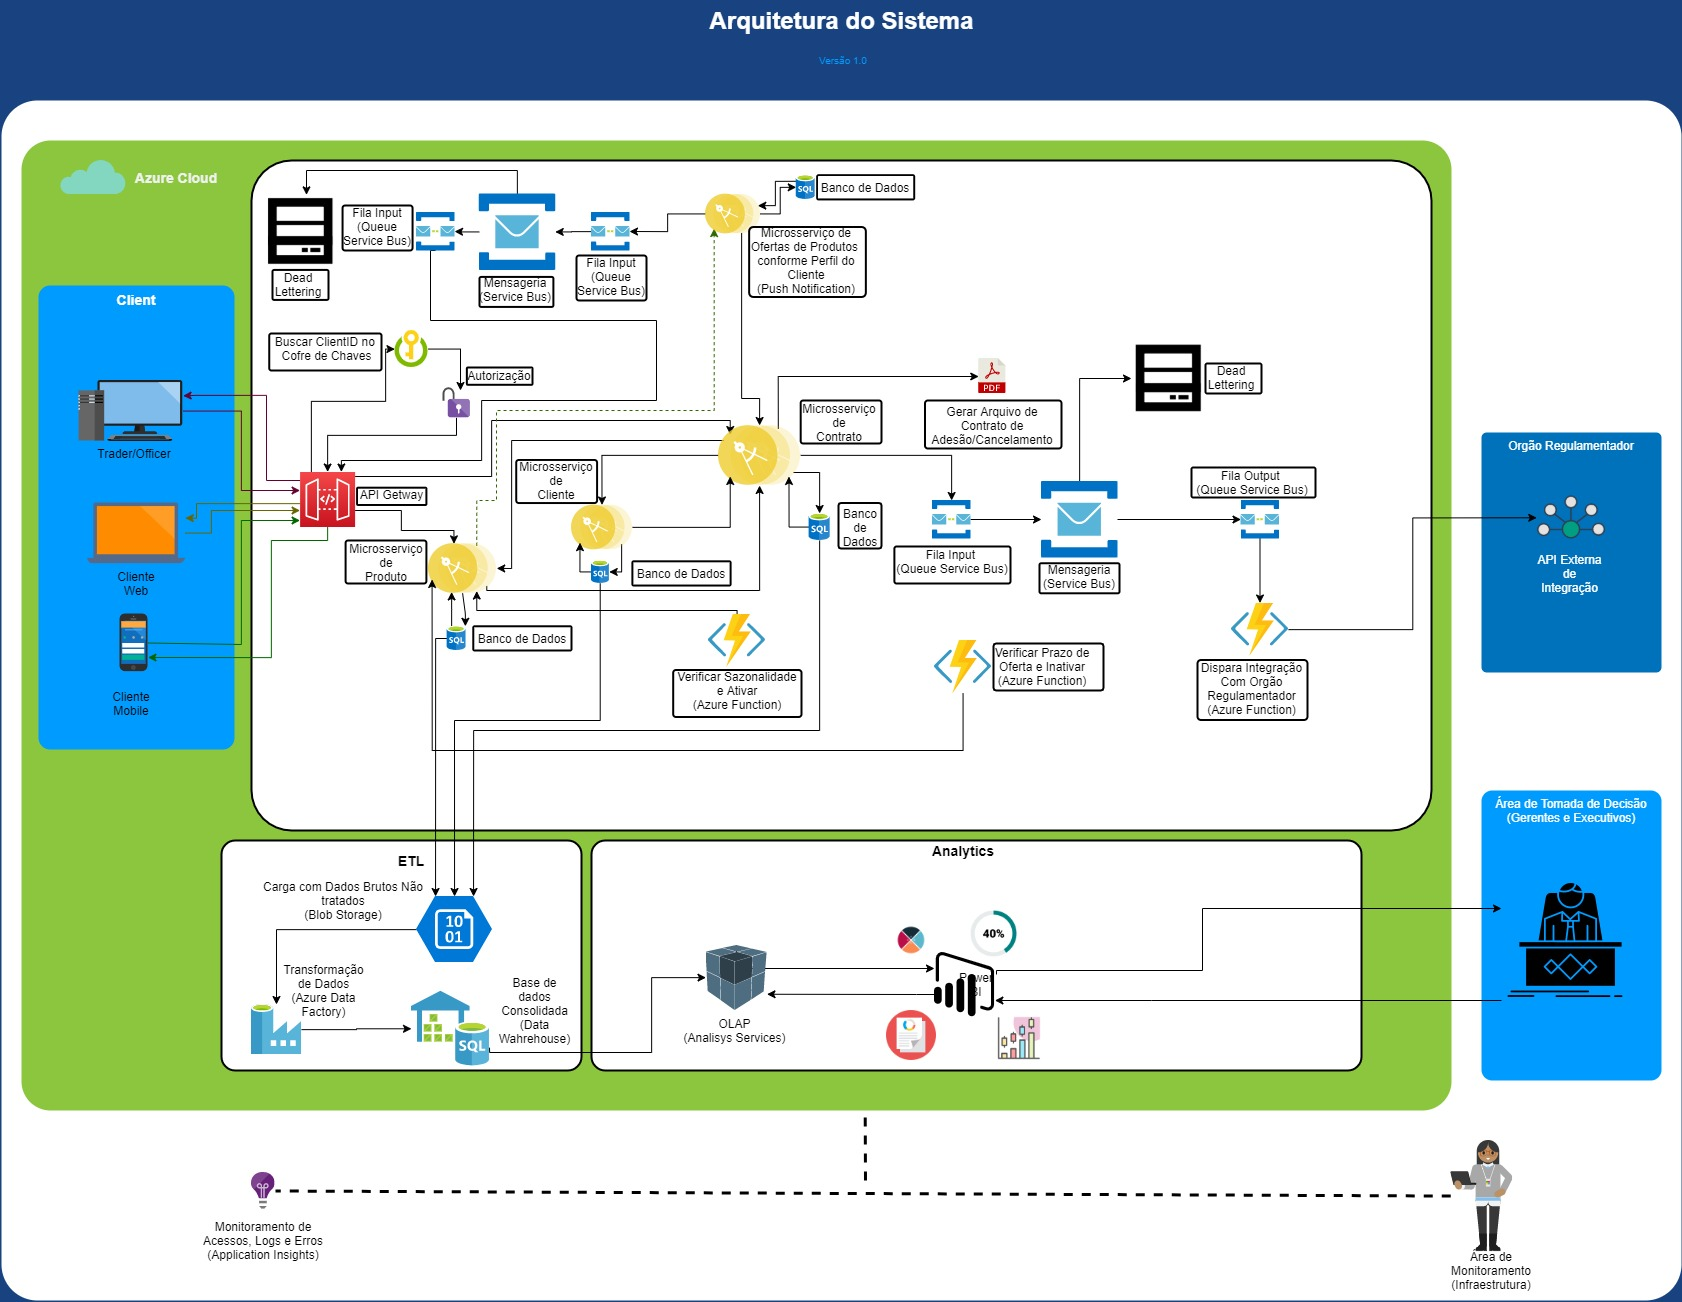 Arquitetura do Sistema
Versão 1.0
Azure Cloud
Client
Trader/Officer
Cliente
Web
Cliente
Mobile
Dead
Lettering
Fila Input
(Queue
Service Bus)
Mensageria
(Service Bus)
Fila Input
(Queue
Service Bus)
SQL
Banco de Dados
Microsserviço de
Ofertas de Produtos
conforme Perfil do
Cliente
(Push Notification)
Buscar ClientID no
Cofre de Chaves
Autorização
API Getway
Microsserviço
de
Cliente
Microsserviço
de
Produto
SQL
Banco de Dados
SQL
Banco de Dados
Microsserviço
de
Contrato
SQL
Banco
de
Dados
PDF
Gerar Arquivo de
Contrato de
Adesão/Cancelamento
Dead
Lettering
Fila Input
(Queue Service Bus)
Mensageria
(Service Bus)
Fila Output
(Queue Service Bus)
Verificar Sazonalidade
e Ativar
(Azure Function)
Verificar Prazo de
Oferta e Inativar
(Azure Function)
Dispara Integração
Com Orgão
Regulamentador
(Azure Function)
Orgão Regulamentador
API Externa
de
Integração
Área de Tomada de Decisão
(Gerentes e Executivos)
ETL
Carga com Dados Brutos Não
tratados
(Blob Storage)
10
01
Transformação
de Dados
(Azure Data
Factory)
SQL
Base de
dados
Consolidada
(Data
Wahrehouse)
Analytics
OLAP
(Analisys Services)
40%
Power
BI
Monitoramento de
Acessos, Logs e Erros
(Application Insights)
Área de
Monitoramento
(Infraestrutura)